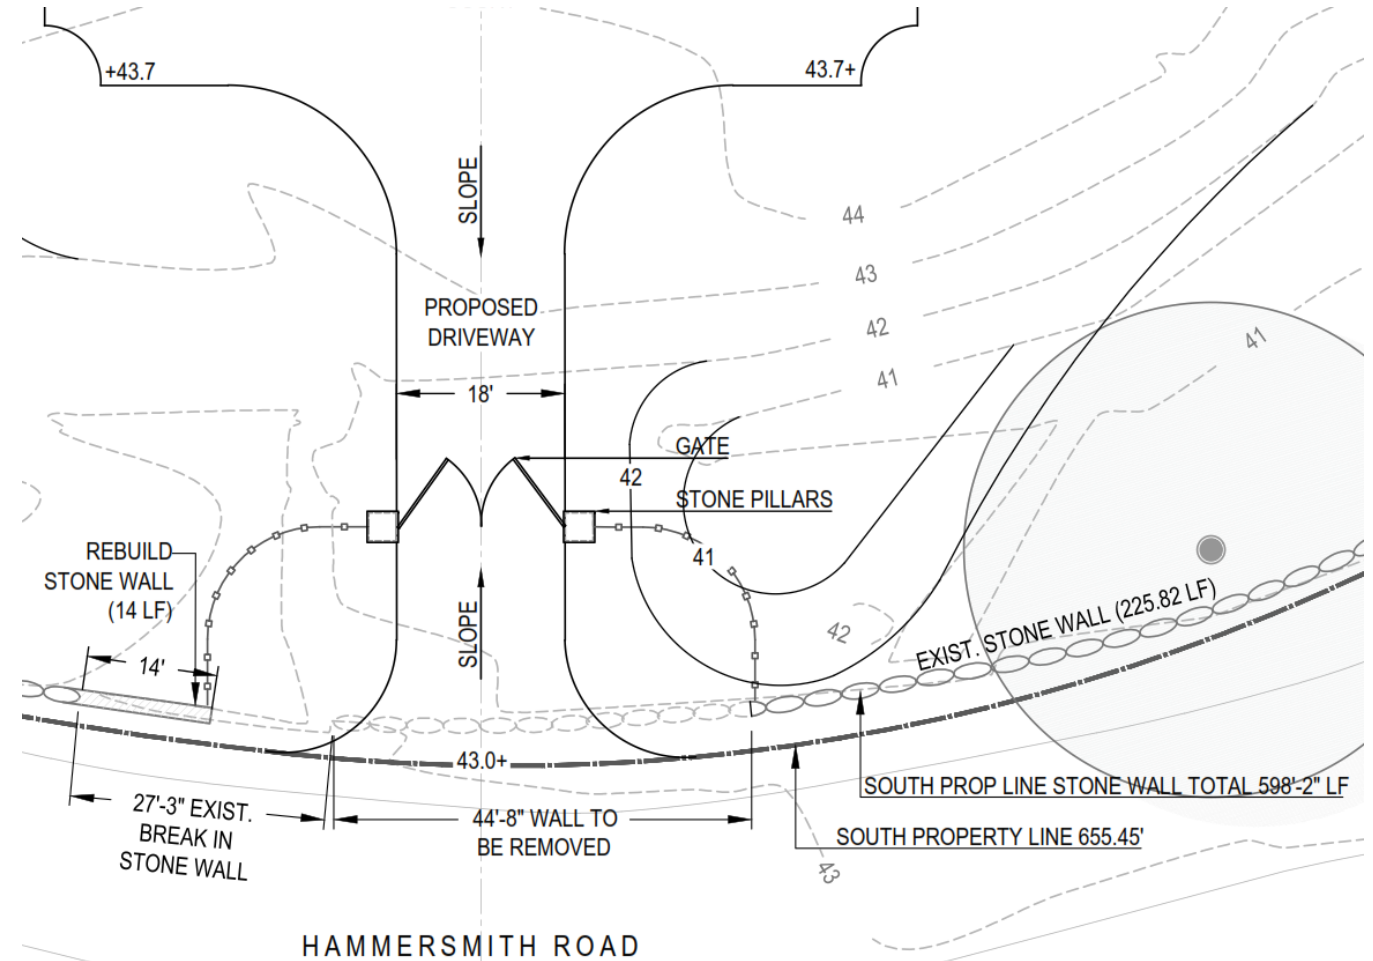 +43.7
43.7+
SLOPE
44
43
PROPOSED
DRIVEWAY
42
41
41
18'
GATE
42
STONE PILLARS
REBUILD
STONE WALL
(14 LF)
41
SLOPE
42
EXIST. STONE WALL (225.82 LF)
14'
43.0+
SOUTH PROP LINE STONE WALL TOTAL 598'-2" LF
27'-3" EXIST.
BREAK IN
STONE WALL
44'-8" WALL TO
BE REMOVED
SOUTH PROPERTY LINE 655.45'
43
HAMMERSMITH ROAD